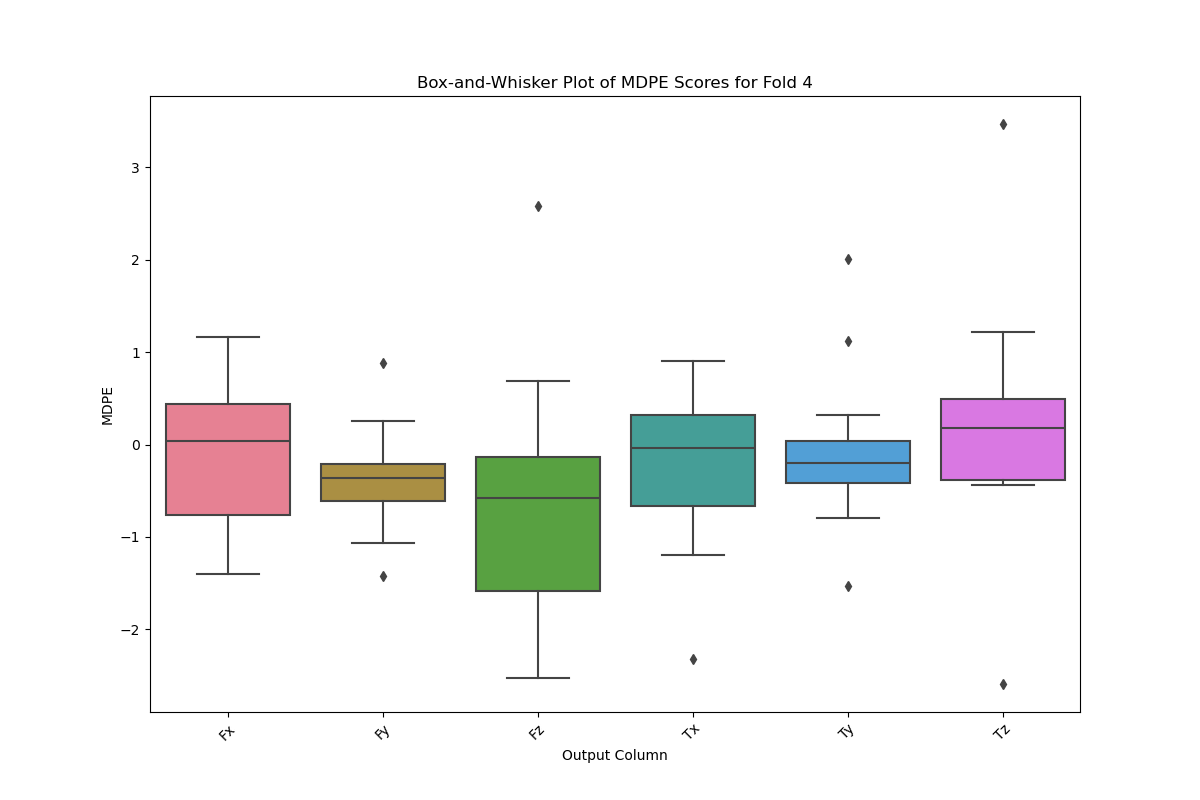 Box-and-Whisker Plot of MDPE Scores for Fold 4
3
2
1
0
−1
−2
MDPE
Fx
Fy
Fz
Tx
Ty
Tz
Output Column